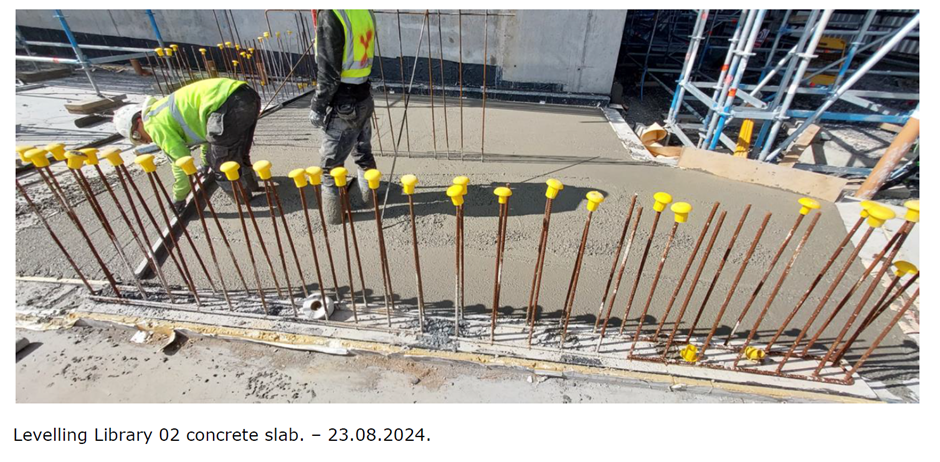 Levelling Library 02 concrete slab. – 23.08.2024.